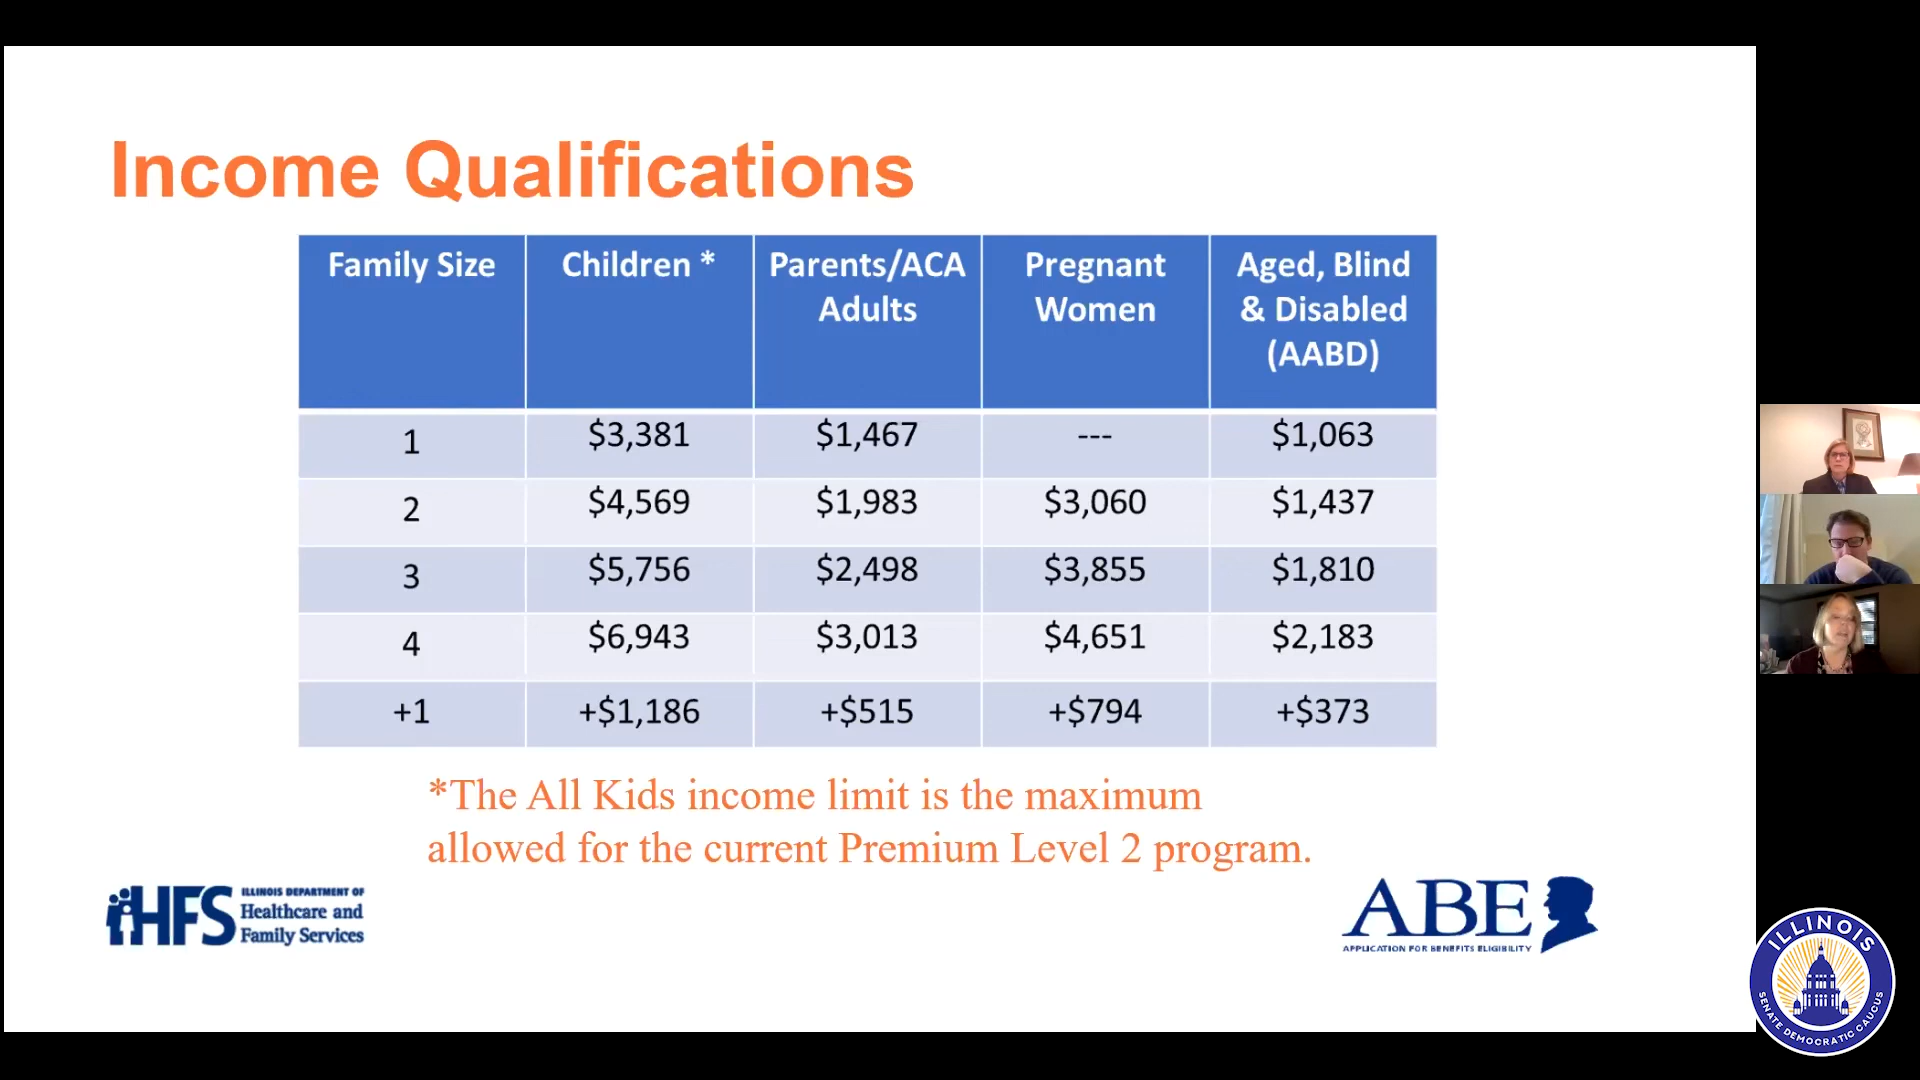 Income Qualifications
Family Size Children * Parents/ACA Pregnant Aged, Blind
Adults Women & Disabled
(AABD)
1 $3,381 $1,467 --- $1,063
2 $4,569 $1,983 $3,060 $1,437
3 $5,756 $2,498 $3,855 $1,810
4 $6,943 $3,013 $4,651 $2,183
+1 +$1,186 +$515 +$794 +$373
*The All Kids income limit is the maximum
allowed for the current Premium Level 2 program.
HFS ILLINOIS DEPARTMENT OF
Healthcare and
Family Services
ABE
APPLICATION FOR BENEFITS ELIGIBILITY
ILLINOIS
SENATE DEMOCRATIC CAUCUS